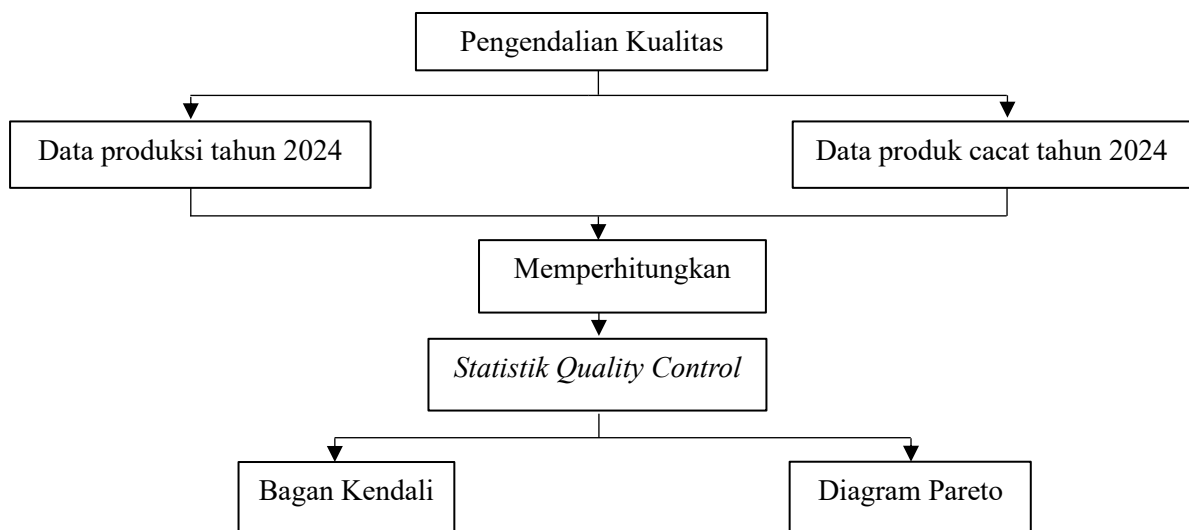 Pengendalian Kualitas
Data produksi tahun 2024
Data produk cacat tahun 2024
Memperhitungkan
Statistik Quality Control
Bagan Kendali
Diagram Pareto